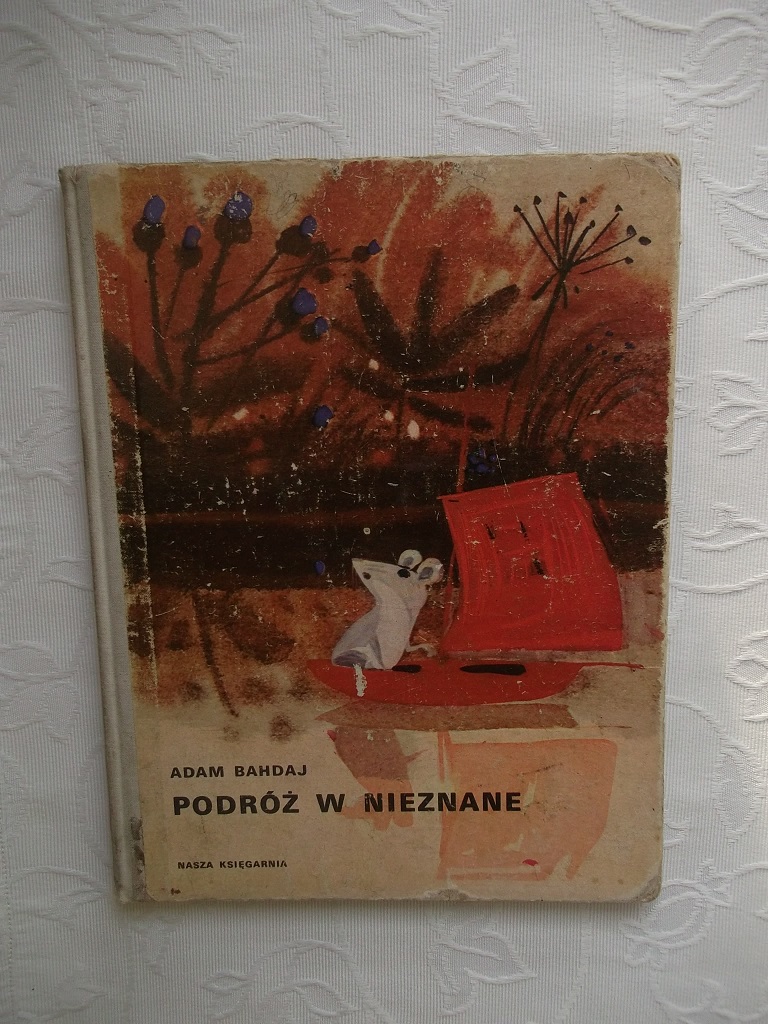 ADAM BAHDAJ
PODRÓŻ W NIEZNANE
NASZA KSIĘGARNIA